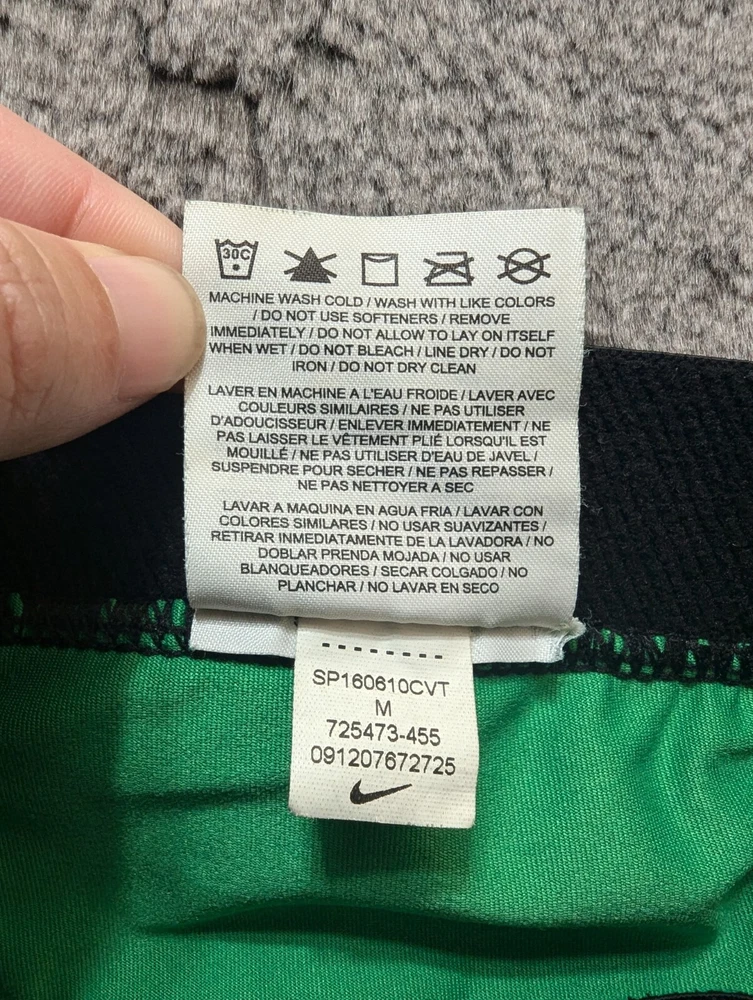 30C
MACHINE WASH COLD / WASH WITH LIKE COLORS
/ DO NOT USE SOFTENERS / REMOVE
IMMEDIATELY / DO NOT ALLOW TO LAY ON ITSELF
WHEN WET / DO NOT BLEACH / LINE DRY / DO NOT
IRON / DO NOT DRY CLEAN
LAVER EN MACHINE A L'EAU FROIDE / LAVER AVEC
COULEURS SIMILAIRES / NE PAS UTILISER
D'ADOUCISSEUR / ENLEVER IMMEDIATEMENT / NE
PAS LAISSER LE VÊTEMENT PLIÉ LORSQU'IL EST
MOUILLÉ / NE PAS UTILISER D'EAU DE JAVEL /
SUSPENDRE POUR SECHER / NE PAS REPASSER /
NE PAS NETTOYER A SEC
LAVAR A MAQUINA EN AGUA FRIA / LAVAR CON
COLORES SIMILARES / NO USAR SUAVIZANTES /
RETIRAR INMEDIATAMENTE DE LA LAVADORA / NO
DOBLAR PRENDA MOJADA / NO USAR
BLANQUEADORES / SECAR COLGADO / NO
PLANCHAR / NO LAVAR EN SECO
SP160610CVT
M
725473-455
091207672725